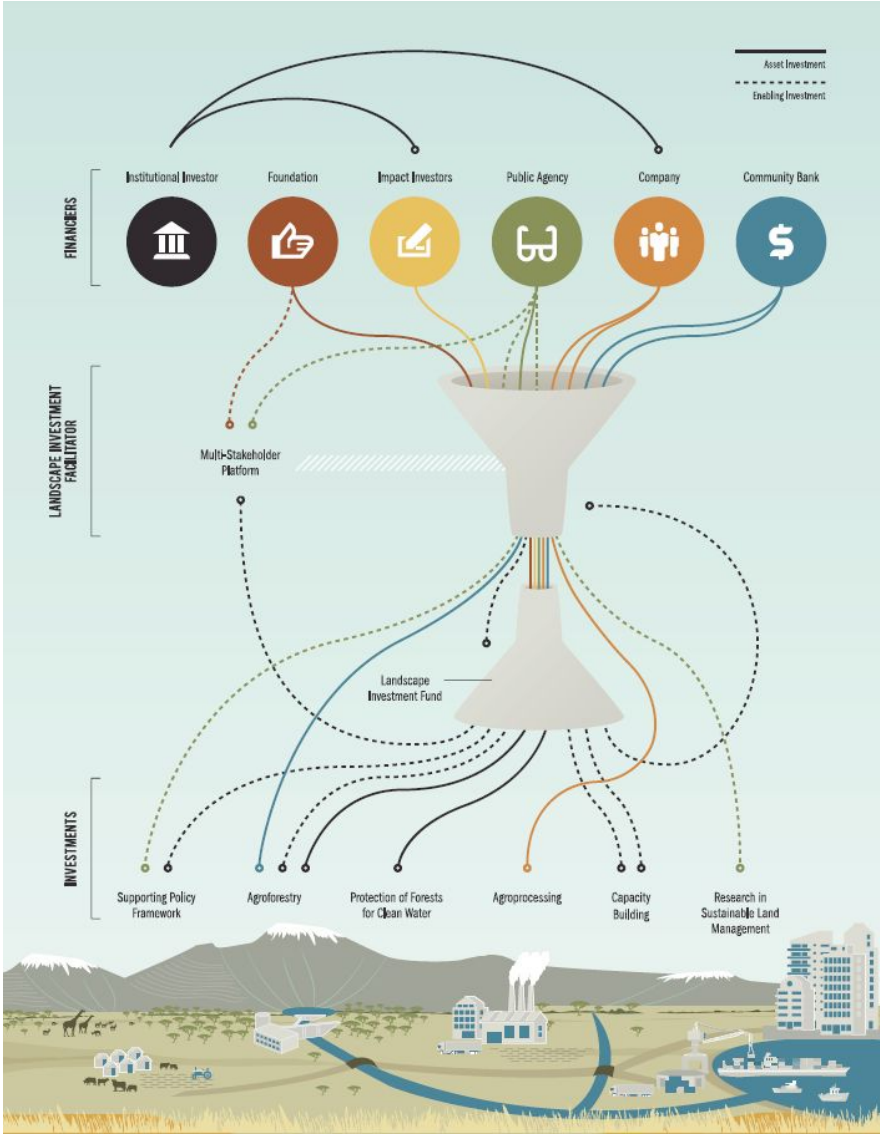 Asset Investment
Enabling Investment
Institutional Investor
Foundation
Impact Investors
Public Agency
Company
Community Bank
FINANCIERS
$
LANDSCAPE INVESTMENT
FACILITATOR
Multi-Stakeholder
Platform
Landscape
Investment Fund
INVESTMENTS
Supporting Policy
Framework
Agroforestry
Protection of Forests
for Clean Water
Agroprocessing
Capacity
Building
Research in
Sustainable Land
Management